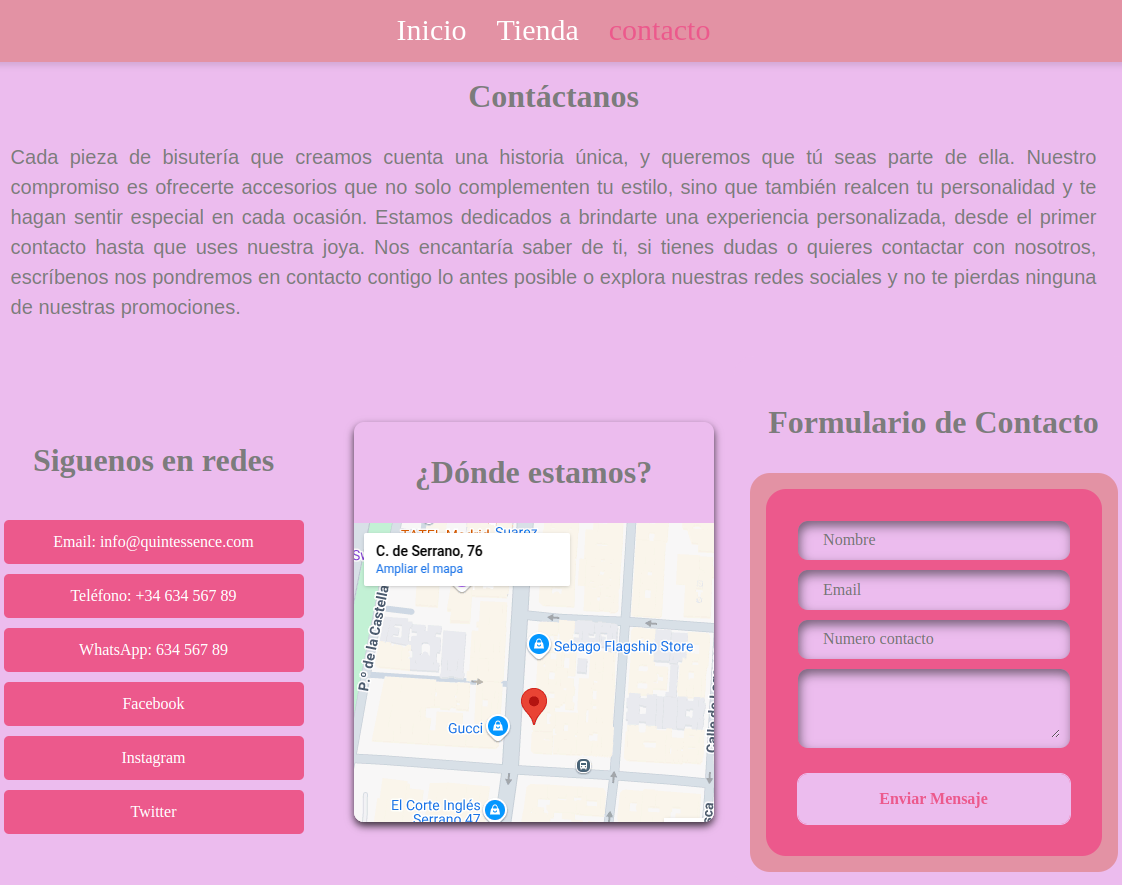 Inicio Tienda contacto
Contáctanos
Cada pieza de bisutería que creamos cuenta una historia única, y queremos que tú seas parte de ella. Nuestro
compromiso es ofrecerte accesorios que no solo complementen tu estilo, sino que también realcen tu personalidad y te
hagan sentir especial en cada ocasión. Estamos dedicados a brindarte una experiencia personalizada, desde el primer
contacto hasta que uses nuestra joya. Nos encantaría saber de ti, si tienes dudas o quieres contactar con nosotros,
escríbenos nos pondremos en contacto contigo lo antes posible o explora nuestras redes sociales y no te pierdas ninguna
de nuestras promociones.
Siguenos en redes
Email: info@quintessence.com
Teléfono: +34 634 567 89
WhatsApp: 634 567 89
Facebook
Instagram
Twitter
¿Dónde estamos?
C. de Serrano, 76
Ampliar el mapa
P.º de la Castella
Sebago Flagship Store
Gucci
El Corte Inglés
Serrano 47
Formulario de Contacto
Nombre
Email
Numero contacto
Enviar Mensaje